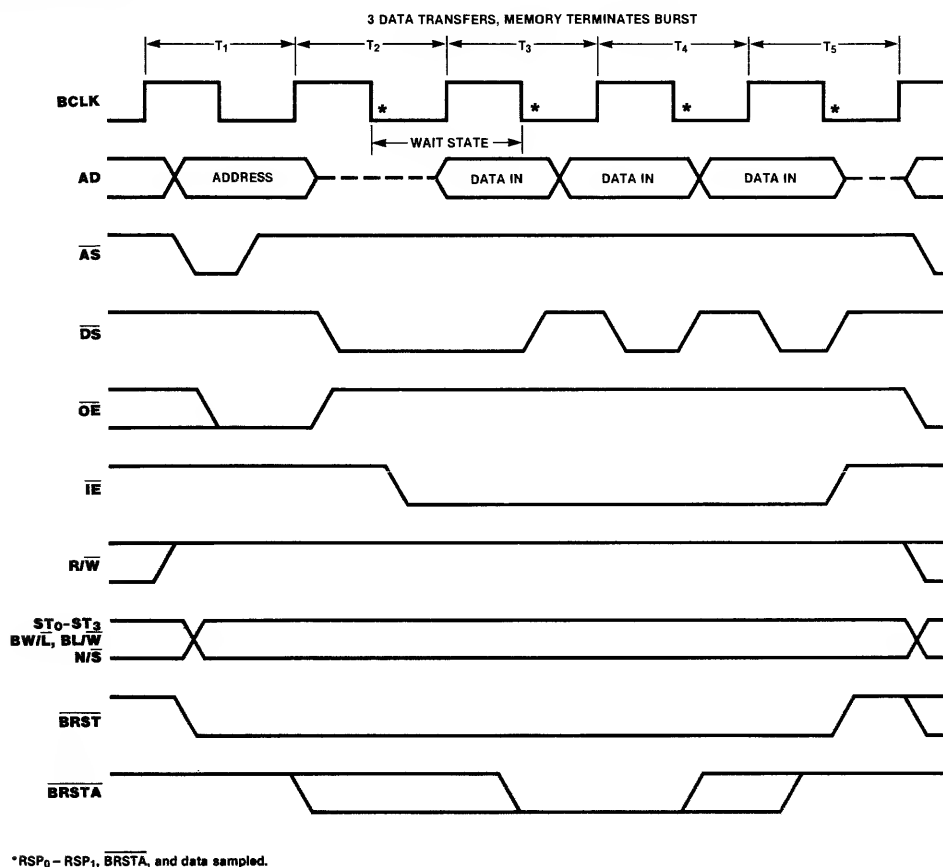 3 DATA TRANSFERS, MEMORY TERMINATES BURST
T1 T2 T3 T4 T5
BCLK * * * *
WAIT STATE
AD ADDRESS DATA IN DATA IN DATA IN
AS
DS
OE
IE
R/W
ST0-ST3
BW/L, BL/W
N/S
BRST
BRSTA
*RSP0 – RSP1, BRSTA, and data sampled.